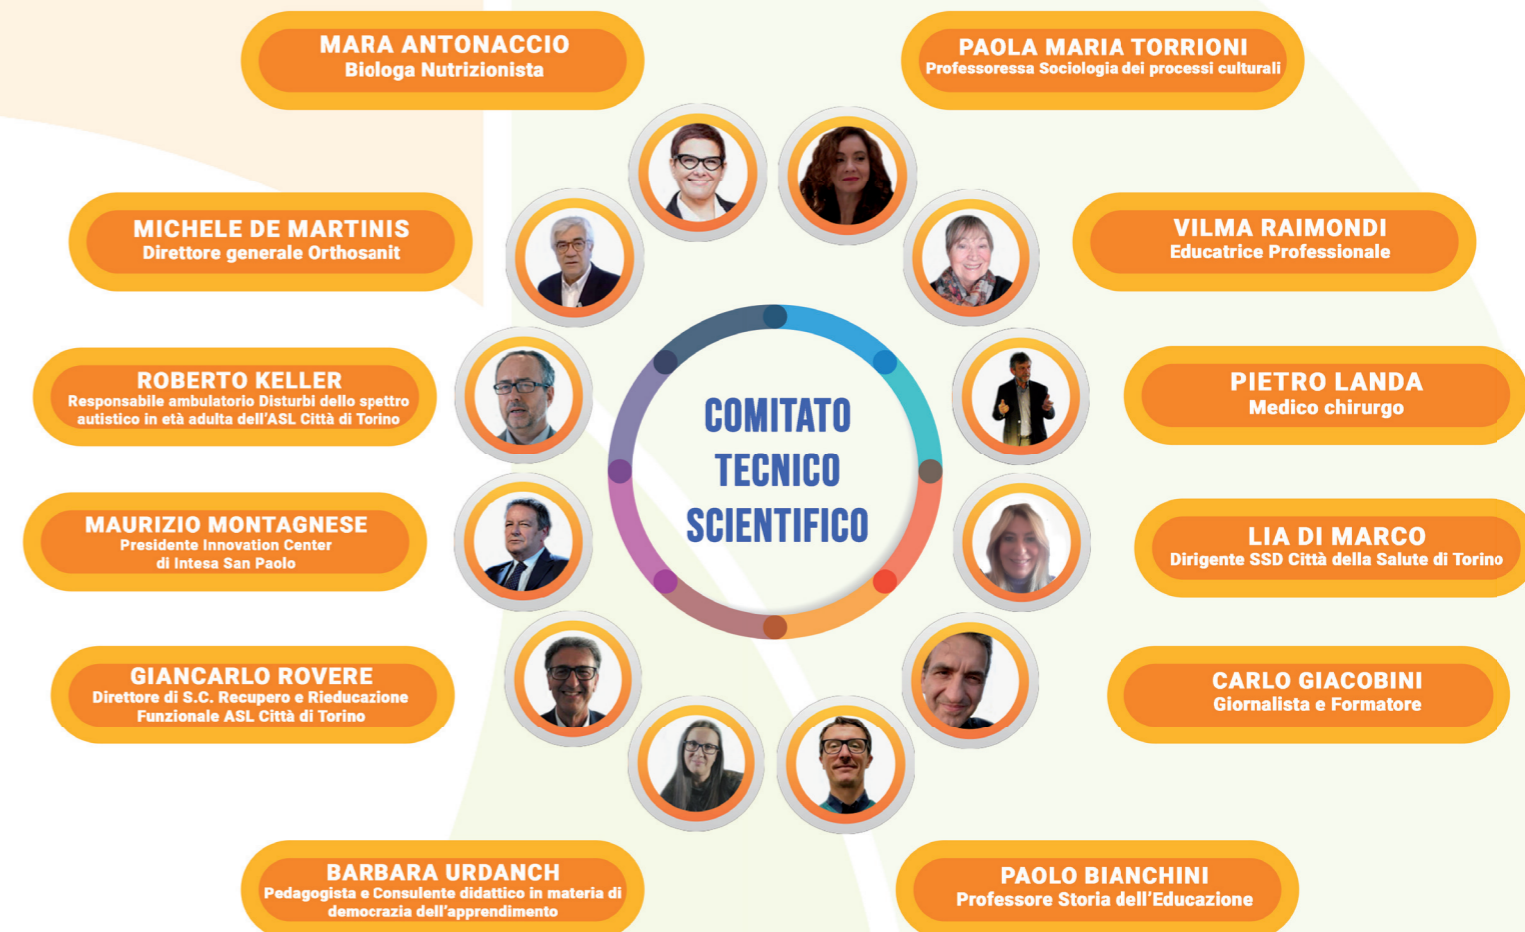 MARA ANTONACCIO
Biologa Nutrizionista
PAOLA MARIA TORRIONI
Professoressa Sociologia dei processi culturali
MICHELE DE MARTINIS
Direttore generale Orthosanit
VILMA RAIMONDI
Educatrice Professionale
ROBERTO KELLER
Responsabile ambulatorio Disturbi dello spettro
autistico in età adulta dell'ASL Città di Torino
PIETRO LANDA
Medico chirurgo
COMITATO
TECNICO
SCIENTIFICO
MAURIZIO MONTAGNESE
Presidente Innovation Center
di Intesa San Paolo
LIA DI MARCO
Dirigente SSD Città della Salute di Torino
GIANCARLO ROVERE
Direttore di S.C. Recupero e Rieducazione
Funzionale ASL Città di Torino
CARLO GIACOBINI
Giornalista e Formatore
BARBARA URDANCH
Pedagogista e Consulente didattico in materia di
democrazia dell'apprendimento
PAOLO BIANCHINI
Professore Storia dell'Educazione